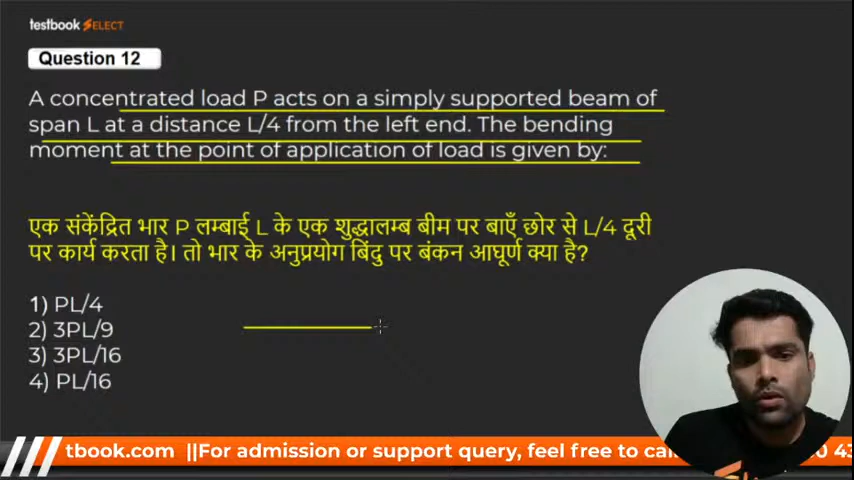 testbook SELECT
Question 12
A concentrated load P acts on a simply supported beam of
span L at a distance L/4 from the left end. The bending
moment at the point of application of load is given by:
एक संकेंद्रित भार P लम्बाई L के एक शुद्धालम्ब बीम पर बाएँ छोर से L/4 दूरी
पर कार्य करता है। तो भार के अनुप्रयोग बिंदु पर बंकन आघूर्ण क्या है?
1) PL/4
2) 3PL/9
3) 3PL/16
4) PL/16
tbook.com ||For admission or support query, feel free to